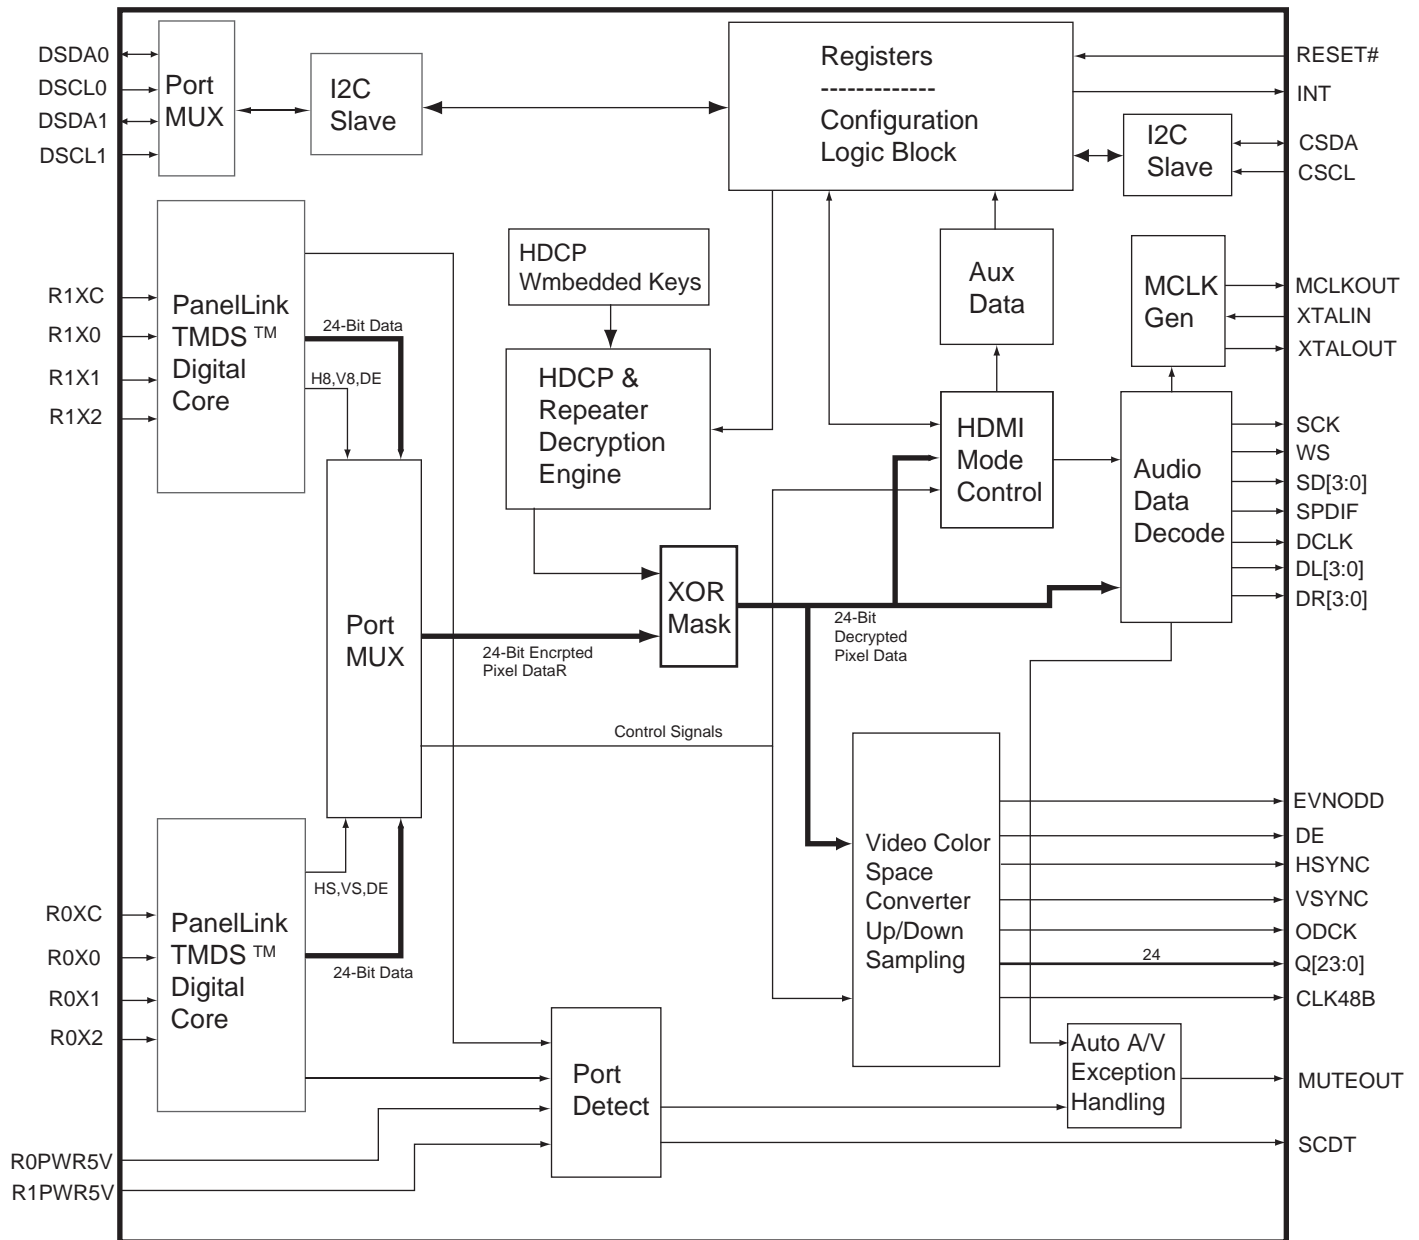 DSDA0
DSCL0
DSDA1
DSCL1
Port
MUX
I2C
Slave
Registers
-------------
Configuration
Logic Block
I2C
Slave
RESET#
INT
CSDA
CSCL
R1XC
R1X0
R1X1
R1X2
PanelLink
TMDS TM
Digital
Core
24-Bit Data
H8,V8,DE
HDCP
Wmbedded Keys
HDCP &
Repeater
Decryption
Engine
Aux
Data
MCLK
Gen
MCLKOUT
XTALIN
XTALOUT
HDMI
Mode
Control
Audio
Data
Decode
SCK
WS
SD[3:0]
SPDIF
DCLK
DL[3:0]
DR[3:0]
Port
MUX
XOR
Mask
24-Bit Encrpted
Pixel DataR
24-Bit
Decrypted
Pixel Data
Control Signals
R0XC
R0X0
R0X1
R0X2
PanelLink
TMDS TM
Digital
Core
HS,VS,DE
24-Bit Data
Video Color
Space
Converter
Up/Down
Sampling
EVNODD
DE
HSYNC
VSYNC
ODCK
24
Q[23:0]
CLK48B
Port
Detect
Auto A/V
Exception
Handling
MUTEOUT
SCDT
R0PWR5V
R1PWR5V